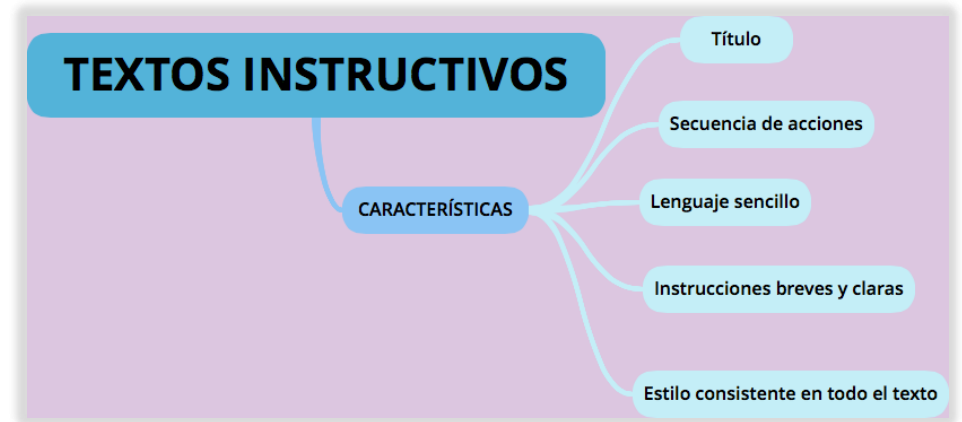 TEXTOS INSTRUCTIVOS
CARACTERÍSTICAS
Título
Secuencia de acciones
Lenguaje sencillo
Instrucciones breves y claras
Estilo consistente en todo el texto